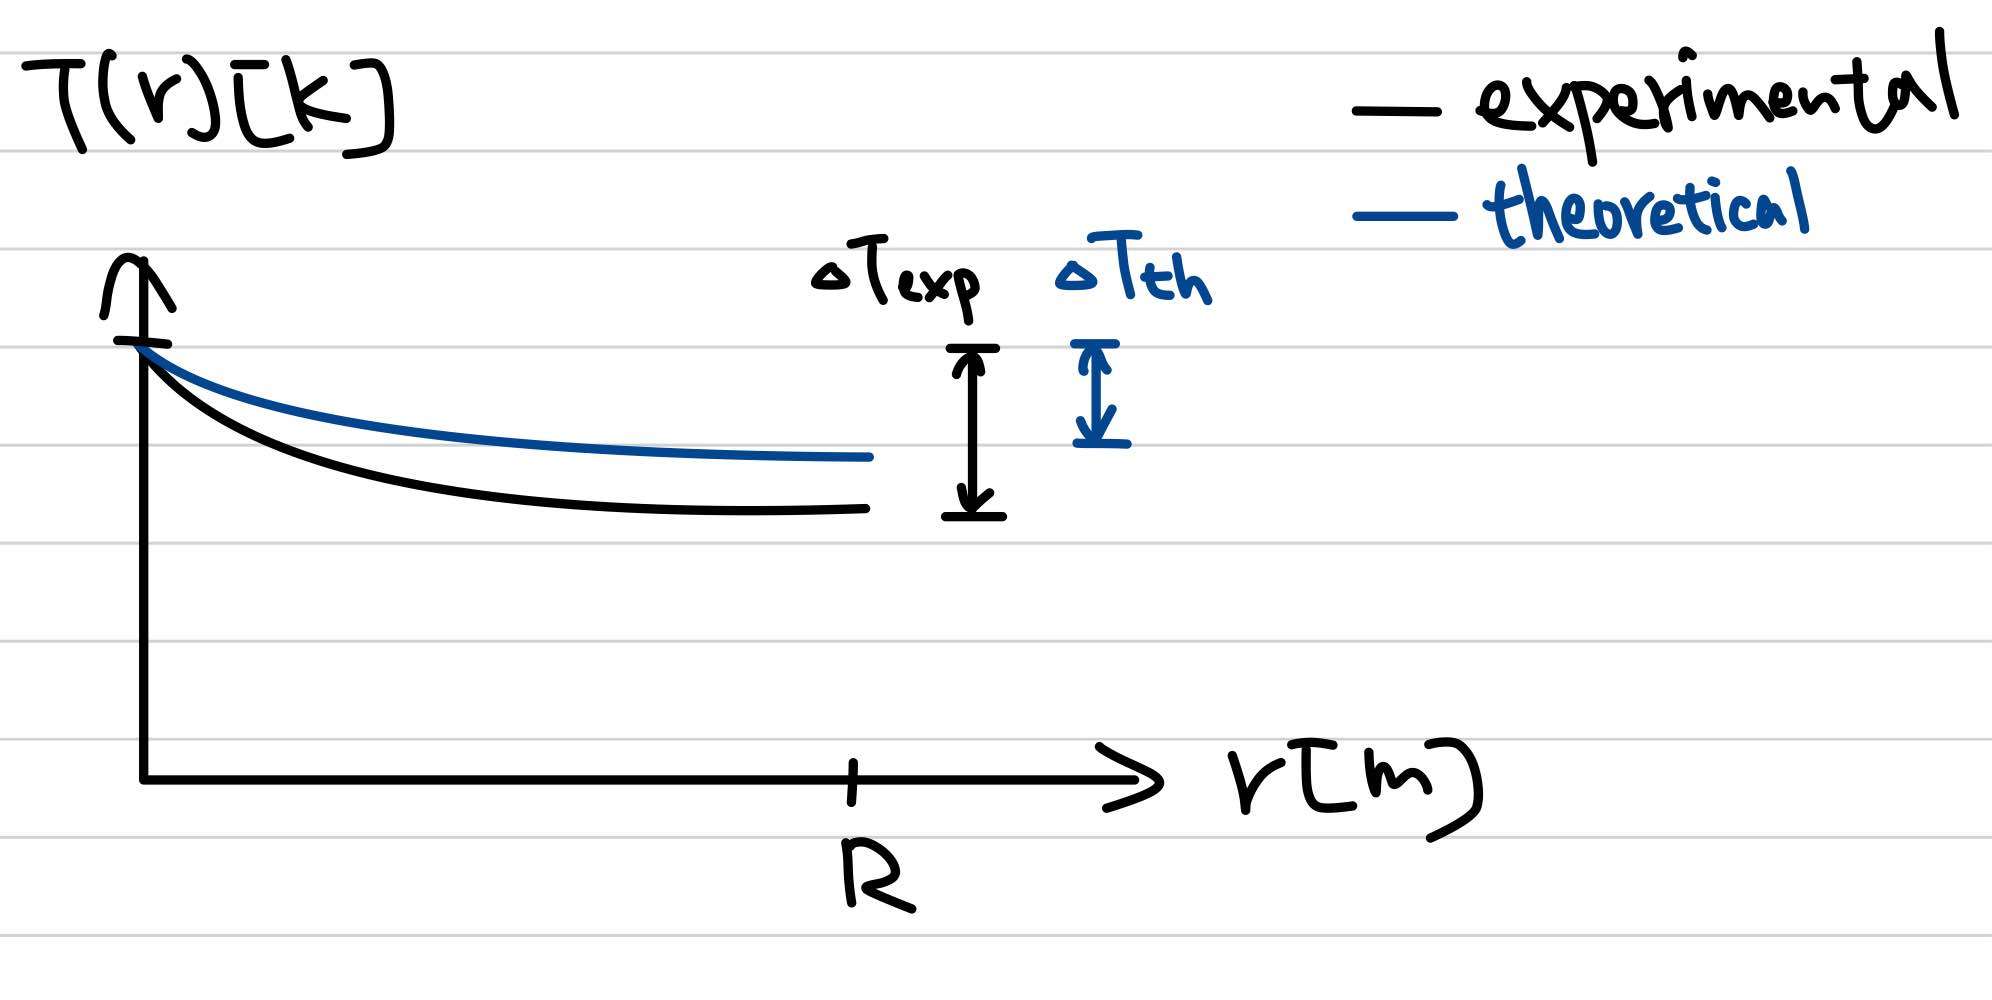 T(r)[k]
— experimental
— theoretical
ΔTexp ΔTth
r[m]
R